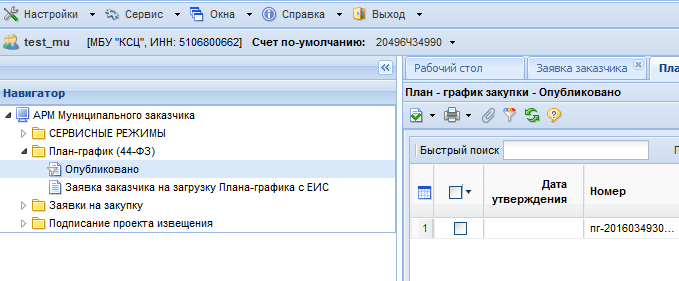 Настройки Сервис Окна Справка Выход
test_mu [МБУ "КСЦ", ИНН: 5106800662] Счет по-умолчанию: 20496Ч34990
Рабочий стол Заявка заказчика Пла
Навигатор
АРМ Муниципального заказчика
СЕРВИСНЫЕ РЕЖИМЫ
План-график (44-ФЗ)
Опубликовано
Заявка заказчика на загрузку Плана-графика с ЕИС
Заявки на закупку
Подписание проекта извещения
План - график закупки - Опубликовано
Быстрый поиск
Дата утверждения Номер
1 пг-2016034930...